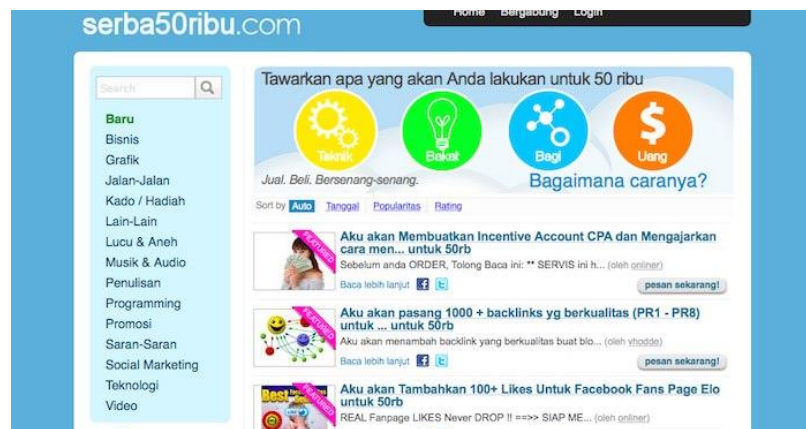 serba50ribu.com
Home Bergabung Login
Search
Baru
Bisnis
Grafik
Jalan-Jalan
Kado / Hadiah
Lain-Lain
Lucu & Aneh
Musik & Audio
Penulisan
Programming
Promosi
Saran-Saran
Social Marketing
Teknologi
Video
Tawarkan apa yang akan Anda lakukan untuk 50 ribu
Teknik
Bakat
Bagi
$
Uang
Jual. Beli. Bersenang-senang.
Bagaimana caranya?
Sort by Auto Tanggal Popularitas Rating
FEATURED
Aku akan Membuatkan Incentive Account CPA dan Mengajarkan
cara men... untuk 50rb
Sebelum anda ORDER, Tolong Baca ini: ** SERVIS ini h... (oleh onliner)
Baca lebih lanjut f t pesan sekarang!
FEATURED
Aku akan pasang 1000 + backlinks yg berkualitas (PR1 - PR8)
untuk ... untuk 50rb
Aku akan menambah backlink yang berkualitas buat blo... (oleh vhodde)
Baca lebih lanjut f t pesan sekarang!
FEATURED
Best
Aku akan Tambahkan 100+ Likes Untuk Facebook Fans Page Elo
untuk 50rb
REAL Fanpage LIKES Never DROP !! ==>> SIAP ME... (oleh onliner)